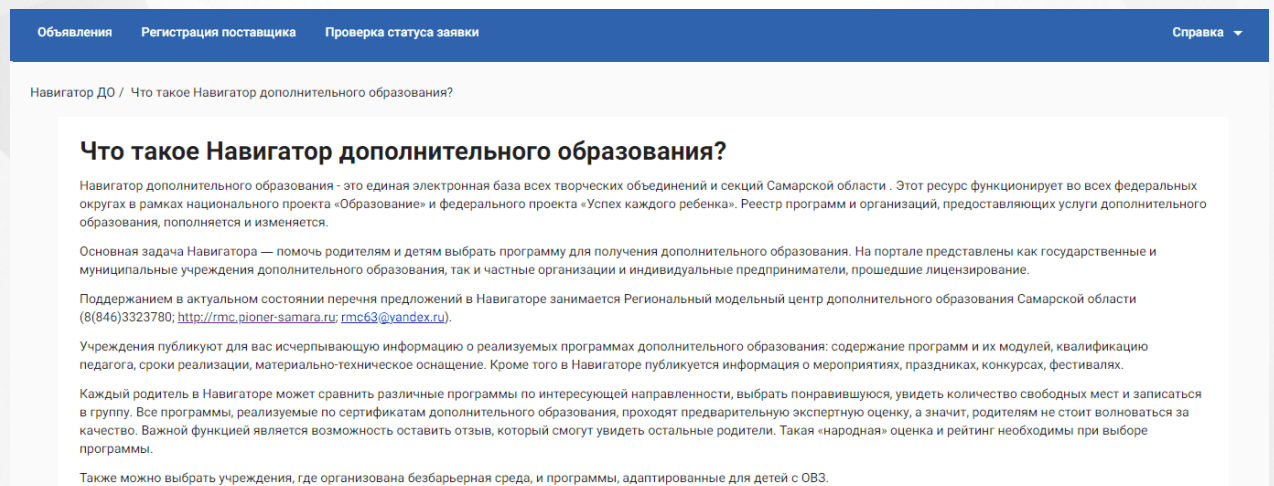 Объявления Регистрация поставщика Проверка статуса заявки Справка
Навигатор ДО / Что такое Навигатор дополнительного образования?
Что такое Навигатор дополнительного образования?
Навигатор дополнительного образования - это единая электронная база всех творческих объединений и секций Самарской области . Этот ресурс функционирует во всех федеральных
округах в рамках национального проекта «Образование» и федерального проекта «Успех каждого ребенка». Реестр программ и организаций, предоставляющих услуги дополнительного
образования, пополняется и изменяется.
Основная задача Навигатора — помочь родителям и детям выбрать программу для получения дополнительного образования. На портале представлены как государственные и
муниципальные учреждения дополнительного образования, так и частные организации и индивидуальные предприниматели, прошедшие лицензирование.
Поддержанием в актуальном состоянии перечня предложений в Навигаторе занимается Региональный модельный центр дополнительного образования Самарской области
(8(846)3323780; http://rmc.pioner-samara.ru; rmc63@yandex.ru).
Учреждения публикуют для вас исчерпывающую информацию о реализуемых программах дополнительного образования: содержание программ и их модулей, квалификацию
педагога, сроки реализации, материально-техническое оснащение. Кроме того в Навигаторе публикуется информация о мероприятиях, праздниках, конкурсах, фестивалях.
Каждый родитель в Навигаторе может сравнить различные программы по интересующей направленности, выбрать понравившуюся, увидеть количество свободных мест и записаться
в группу. Все программы, реализуемые по сертификатам дополнительного образования, проходят предварительную экспертную оценку, а значит, родителям не стоит волноваться за
качество. Важной функцией является возможность оставить отзыв, который смогут увидеть остальные родители. Такая «народная» оценка и рейтинг необходимы при выборе
программы.
Также можно выбрать учреждения, где организована безбарьерная среда, и программы, адаптированные для детей с ОВЗ.